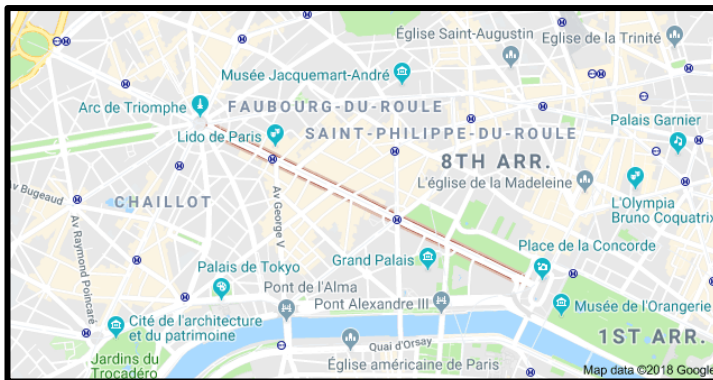 Église Saint-Augustin
Eglise de la Trinité
Musée Jacquemart-André
Arc de Triomphe
FAUBOURG-DU-ROULE
Lido de Paris
SAINT-PHILIPPE-DU-ROULE
Palais Garnier
8TH ARR.
L'église de la Madeleine
Av Bugeaud
CHAILLOT
Av George V
L'Olympia
Bruno Coquatrix
Av Raymond Poincaré
Place de la Concorde
Grand Palais
Palais de Tokyo
Pont de l'Alma
Pont Alexandre III
Musée de l'Orangerie
Cité de l'architecture
et du patrimoine
Quai d'Orsay
1ST ARR.
Jardins du
Trocadéro
Église américaine de Paris
Map data ©2018 Google